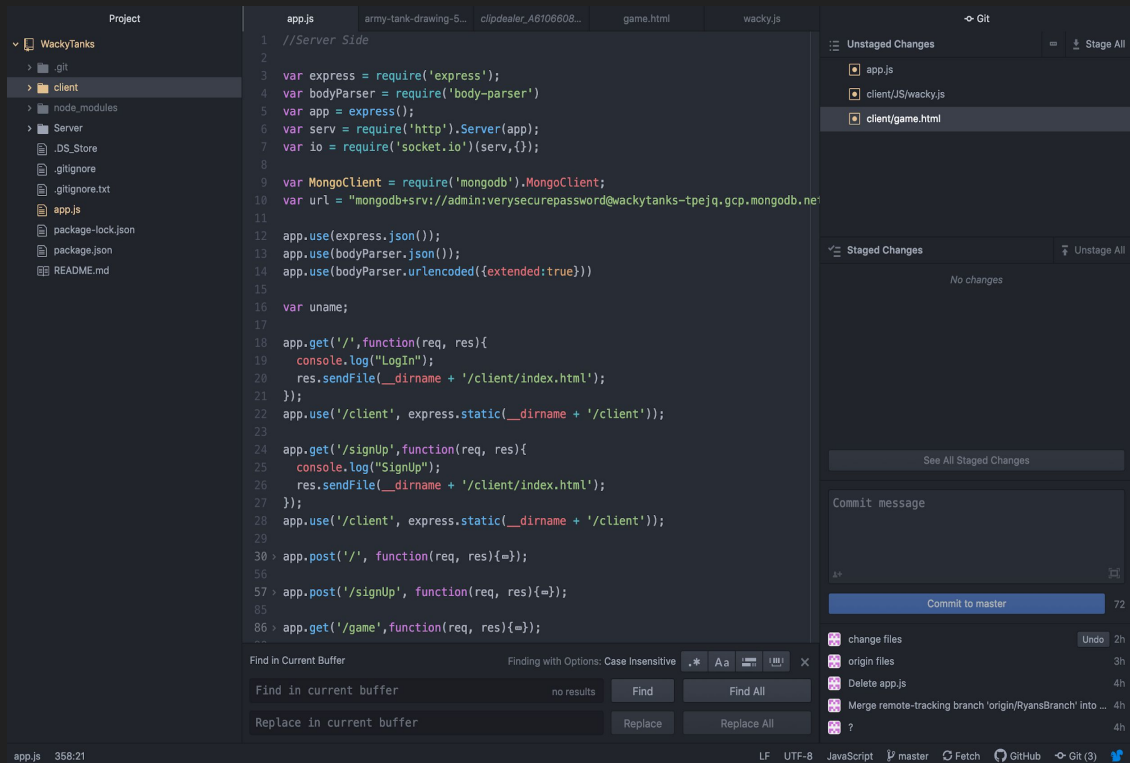 Project
WackyTanks
.git
client
node_modules
Server
.DS_Store
.gitignore
.gitignore.txt
app.js
package-lock.json
package.json
README.md
app.js
army-tank-drawing-5...
clipdealer_A6106608...
game.html
wacky.js
1 //Server Side
2
3 var express = require('express');
4 var bodyParser = require('body-parser')
5 var app = express();
6 var serv = require('http').Server(app);
7 var io = require('socket.io')(serv,{});
8
9 var MongoClient = require('mongodb').MongoClient;
10 var url = "mongodb+srv://admin:verysecurepassword@wackytanks-tpejq.gcp.mongodb.net
11
12 app.use(express.json());
13 app.use(bodyParser.json());
14 app.use(bodyParser.urlencoded({extended:true}))
15
16 var uname;
17
18 app.get('/',function(req, res){
19 console.log("LogIn");
20 res.sendFile(__dirname + '/client/index.html');
21 });
22 app.use('/client', express.static(__dirname + '/client'));
23
24 app.get('/signUp',function(req, res){
25 console.log("SignUp");
26 res.sendFile(__dirname + '/client/index.html');
27 });
28 app.use('/client', express.static(__dirname + '/client'));
29
30 app.post('/', function(req, res){…});
56
57 app.post('/signUp', function(req, res){…});
85
86 app.get('/game',function(req, res){…});
Find in Current Buffer
Finding with Options: Case Insensitive
.* Aa
Find in current buffer
no results
Find
Find All
Replace in current buffer
Replace
Replace All
Git
Unstaged Changes
Stage All
app.js
client/JS/wacky.js
client/game.html
Staged Changes
Unstage All
No changes
See All Staged Changes
Commit message
Commit to master
72
change files Undo 2h
origin files 3h
Delete app.js 4h
Merge remote-tracking branch 'origin/RyansBranch' into ... 4h
? 4h
app.js 358:21
LF UTF-8 JavaScript master Fetch GitHub Git (3)